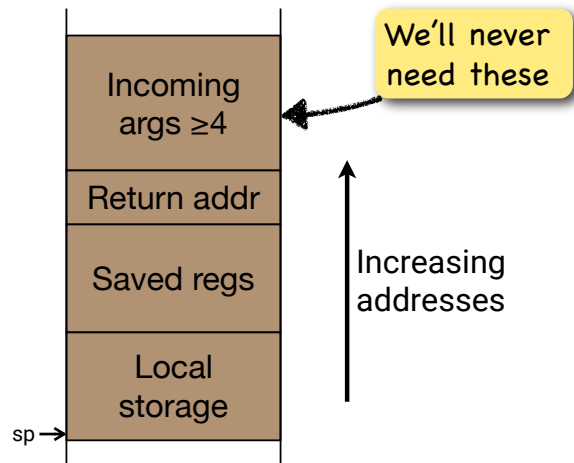 We'll never
need these
Incoming
args ≥4
Return addr
Saved regs
Increasing
addresses
Local
storage
sp